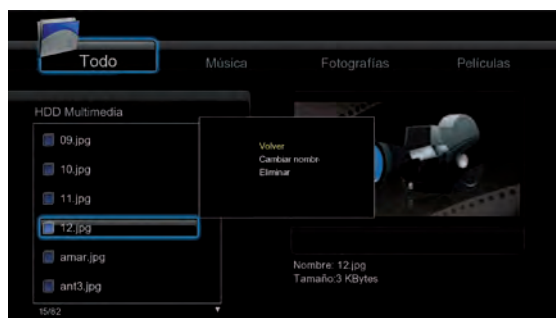 Todo
Música
Fotografías
Películas
HDD Multimedia
09.jpg
10.jpg
11.jpg
12.jpg
amar.jpg
ant3.jpg
15/62
Volver
Cambiar nombr
Eliminar
Nombre: 12.jpg
Tamaño:3 KBytes